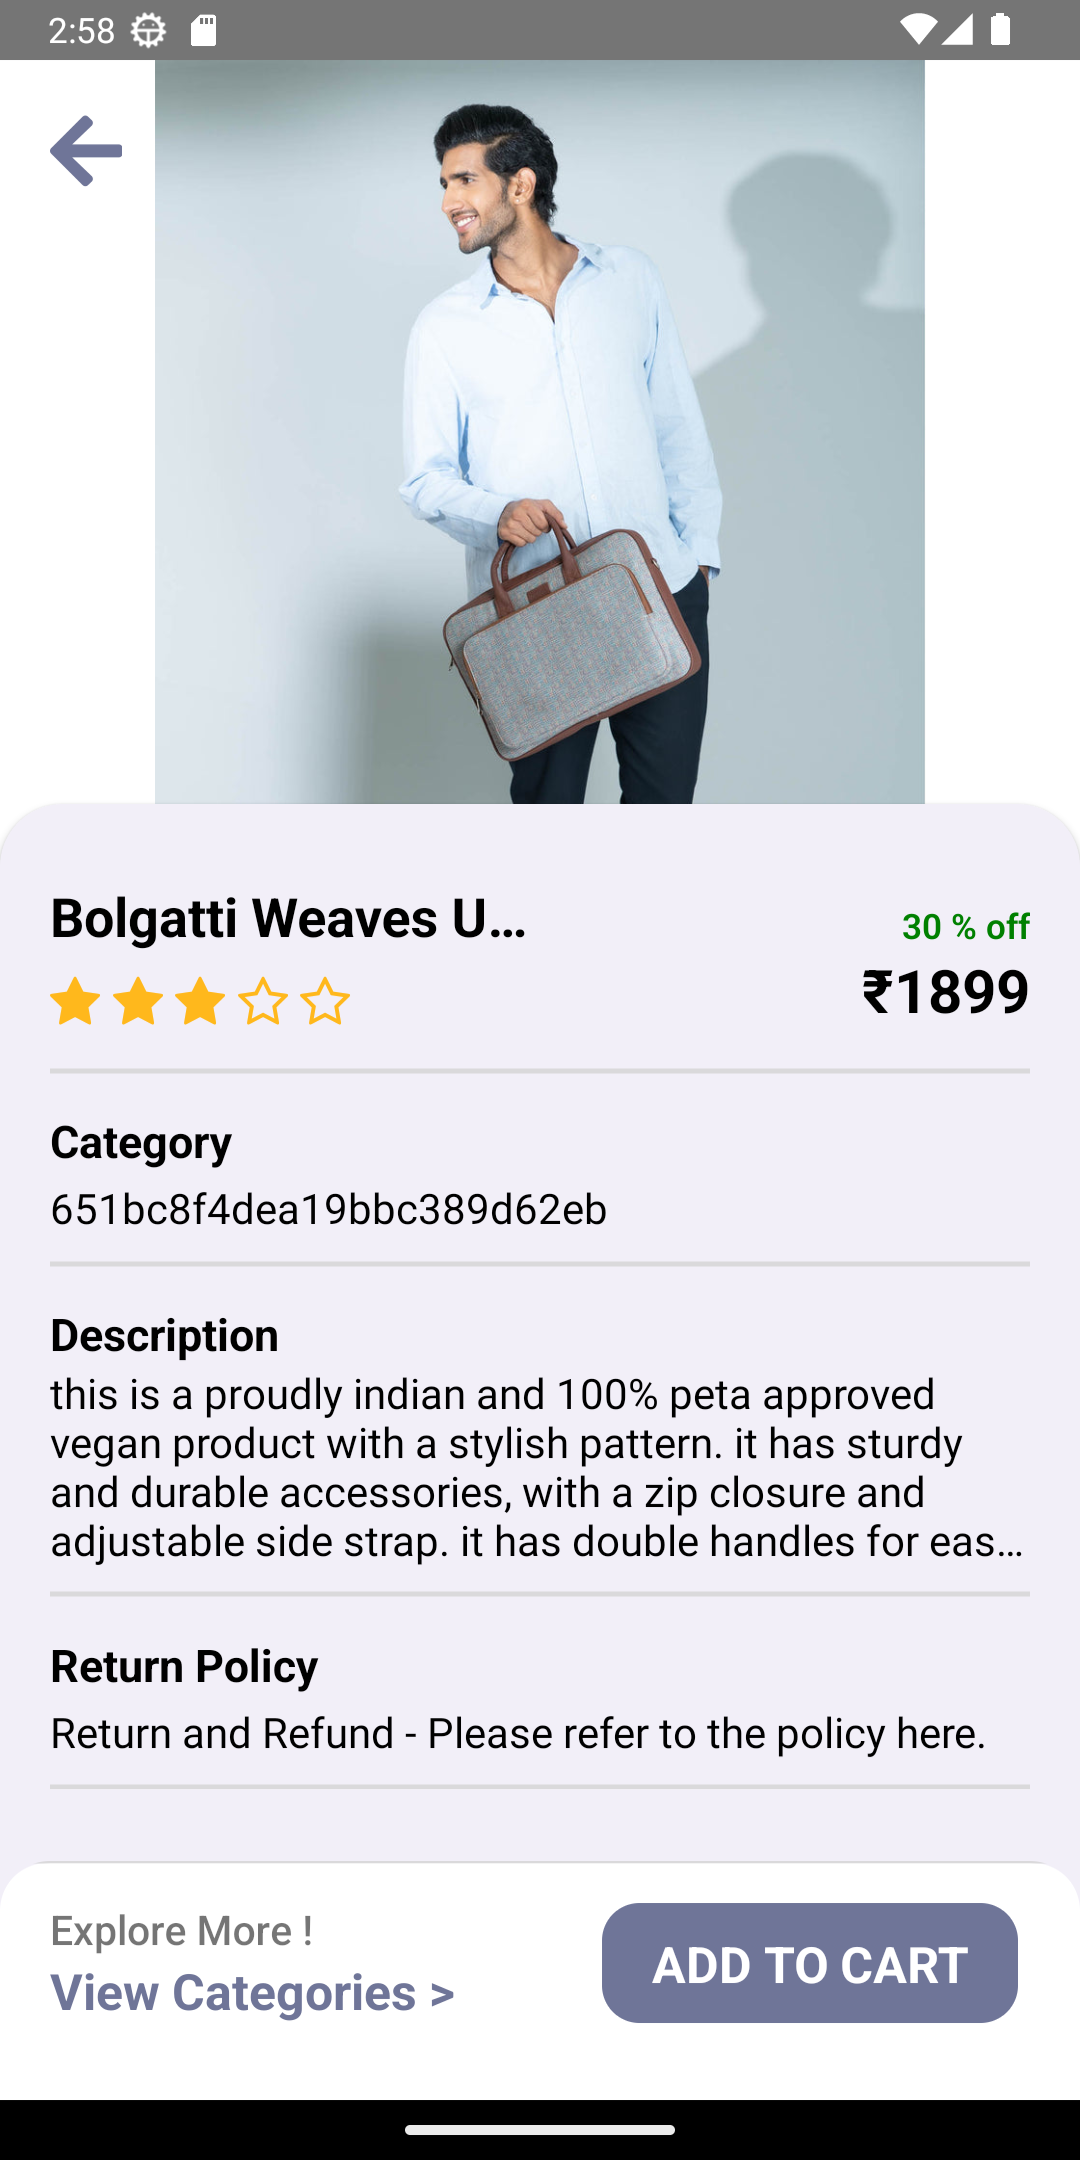 2:58
Bolgatti Weaves U...
30 % off
₹1899
Category
651bc8f4dea19bbc389d62eb
Description
this is a proudly indian and 100% peta approved
vegan product with a stylish pattern. it has sturdy
and durable accessories, with a zip closure and
adjustable side strap. it has double handles for eas...
Return Policy
Return and Refund - Please refer to the policy here.
Explore More !
View Categories >
ADD TO CART